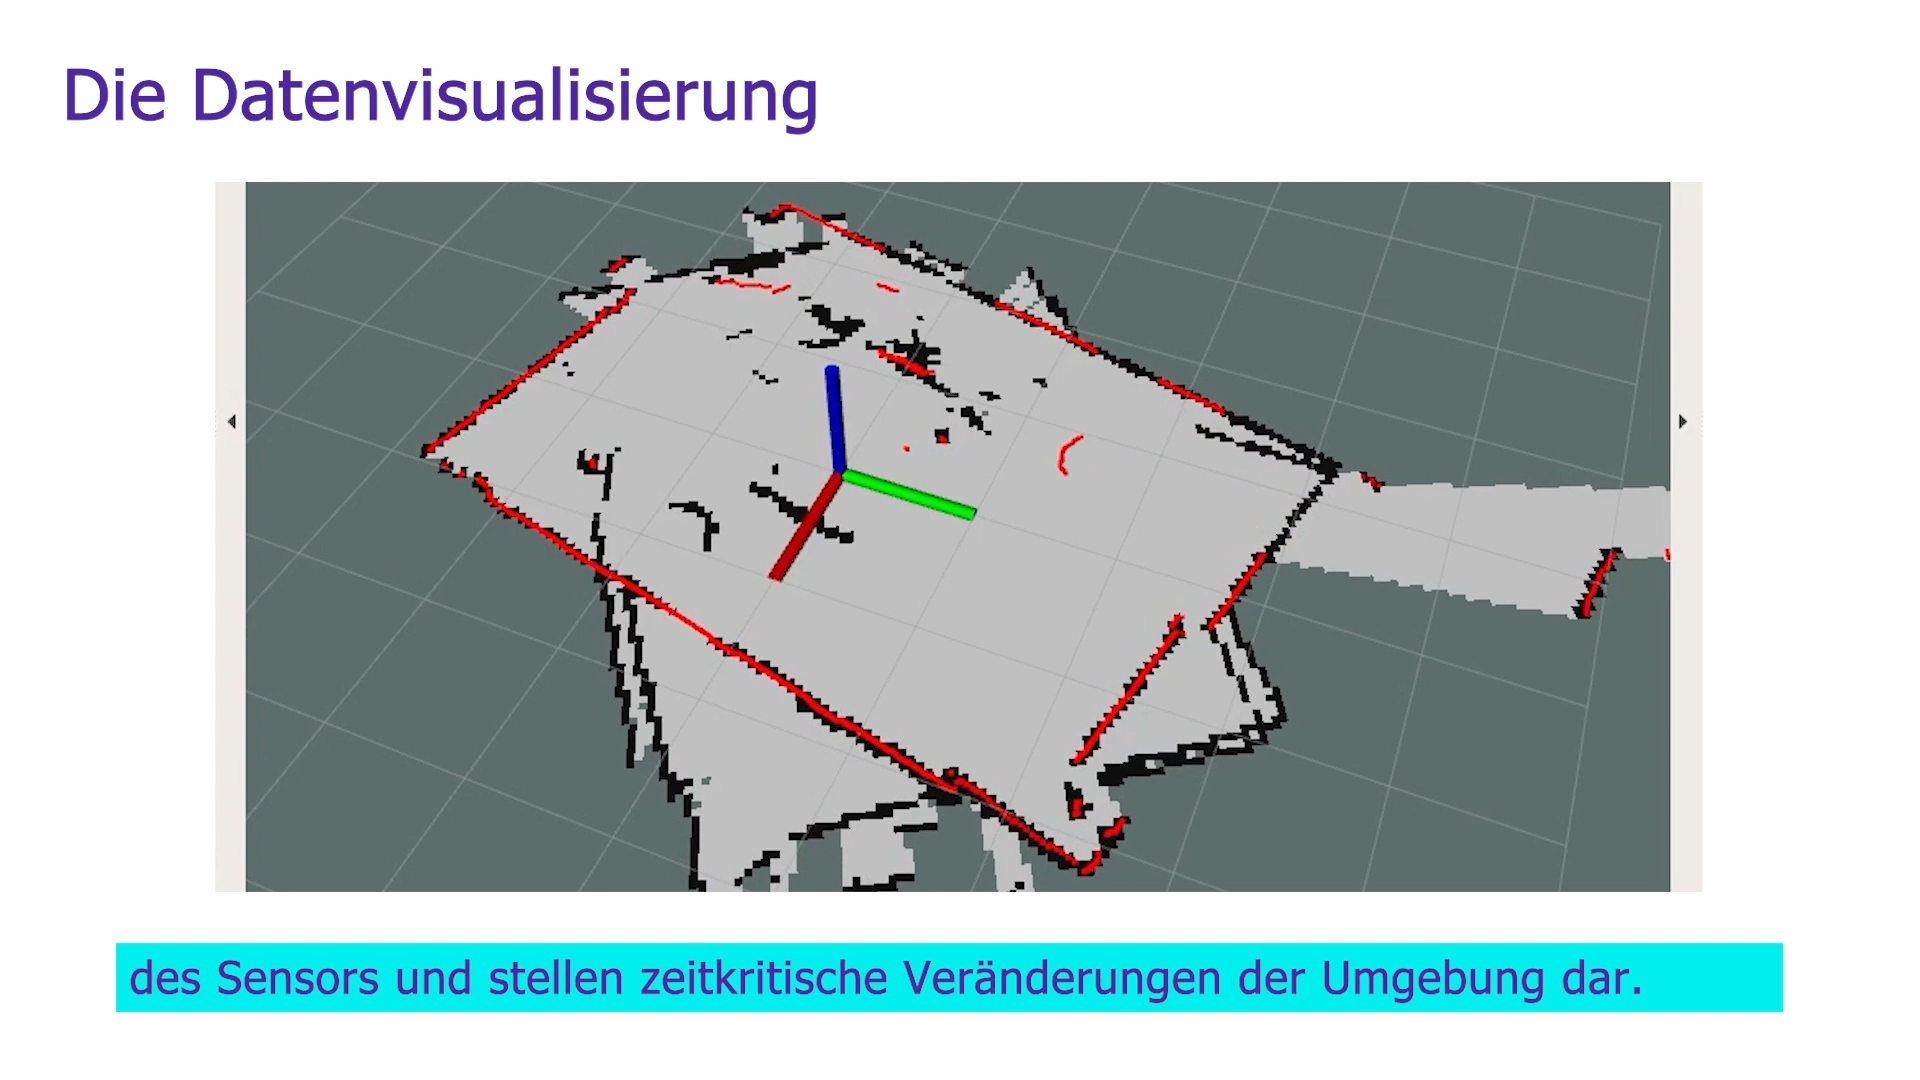 Die Datenvisualisierung
des Sensors und stellen zeitkritische Veränderungen der Umgebung dar.